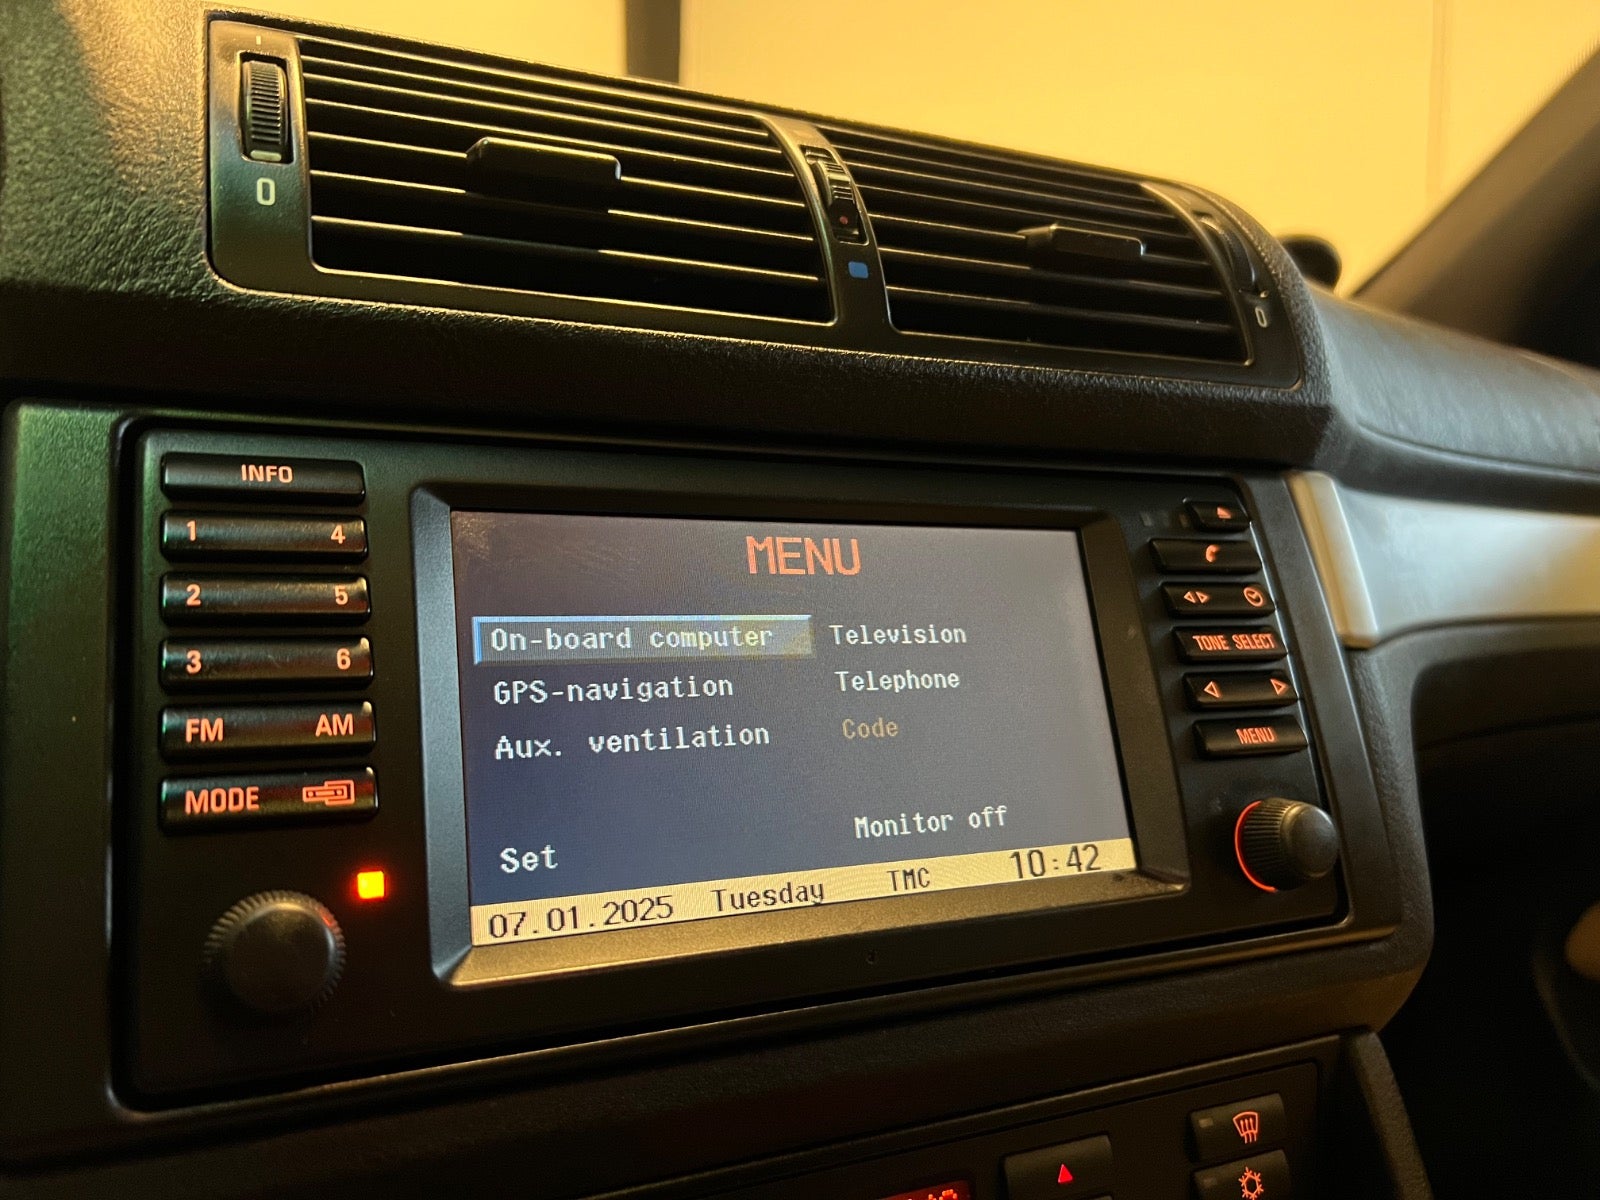 0
0
INFO
1 4
2 5
3 6
FM AM
MODE
MENU
On-board computer
GPS-navigation
Aux. ventilation
Set
Television
Telephone
Code
Monitor off
07.01.2025 Tuesday TMC 10:42
TONE SELECT
MENU